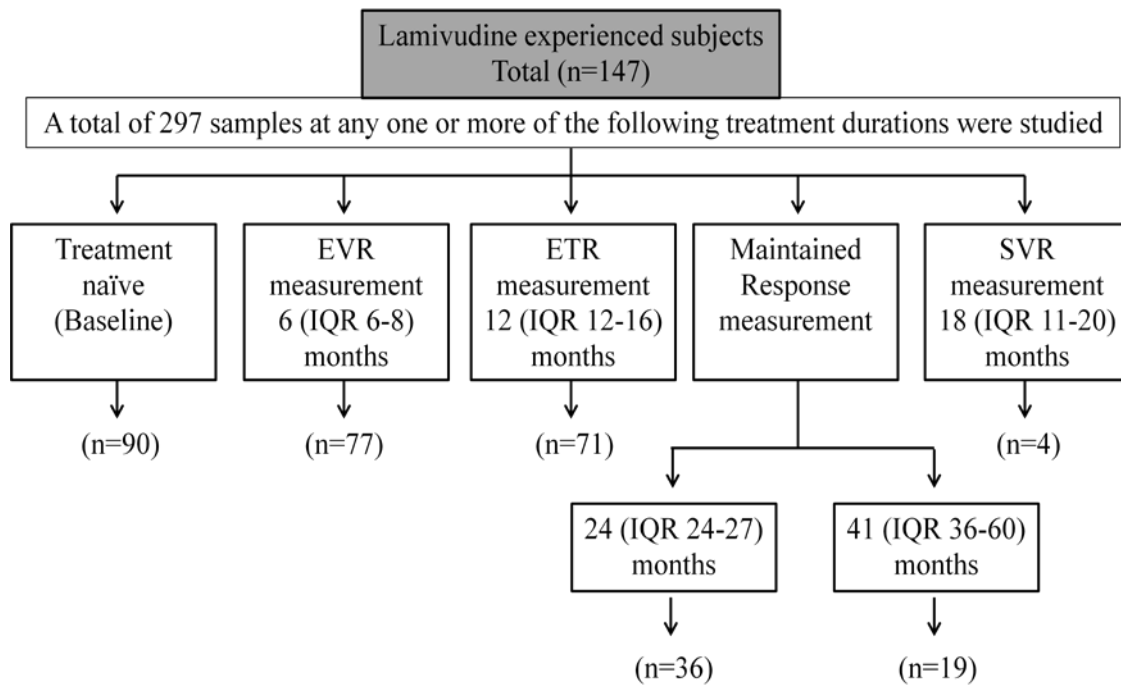 Lamivudine experienced subjects
Total (n=147)
A total of 297 samples at any one or more of the following treatment durations were studied
Treatment
naïve
(Baseline)
(n=90)
EVR
measurement
6 (IQR 6-8)
months
(n=77)
ETR
measurement
12 (IQR 12-16)
months
(n=71)
Maintained
Response
measurement
SVR
measurement
18 (IQR 11-20)
months
(n=4)
24 (IQR 24-27)
months
(n=36)
41 (IQR 36-60)
months
(n=19)